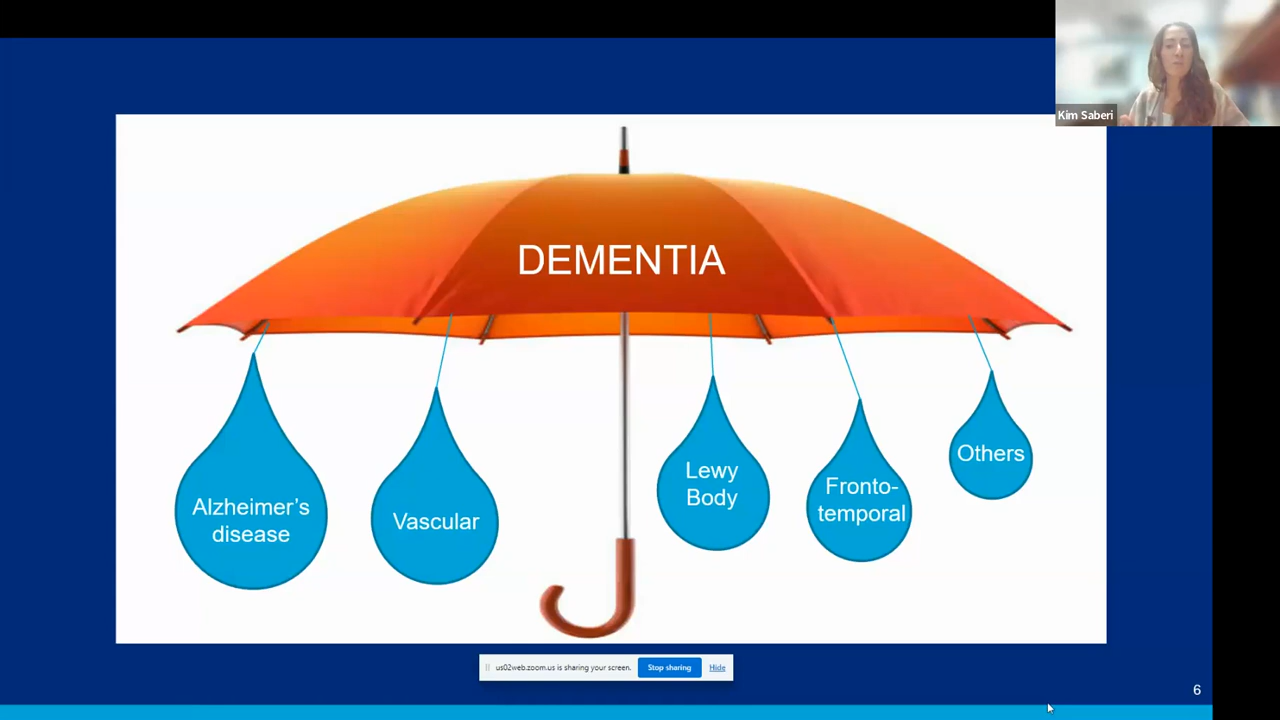 Kim Saberi
DEMENTIA
Alzheimer's
disease
Vascular
Lewy
Body
Fronto-
temporal
Others
us02web.zoom.us is sharing your screen.
Stop sharing
Hide
6